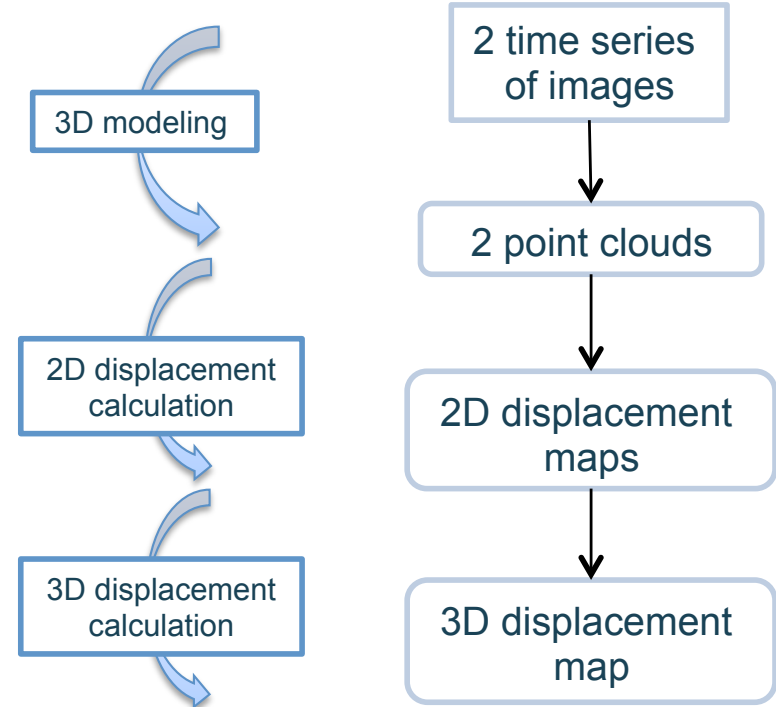 2 time series
of images
3D modeling
2 point clouds
2D displacement
calculation
2D displacement
maps
3D displacement
calculation
3D displacement
map